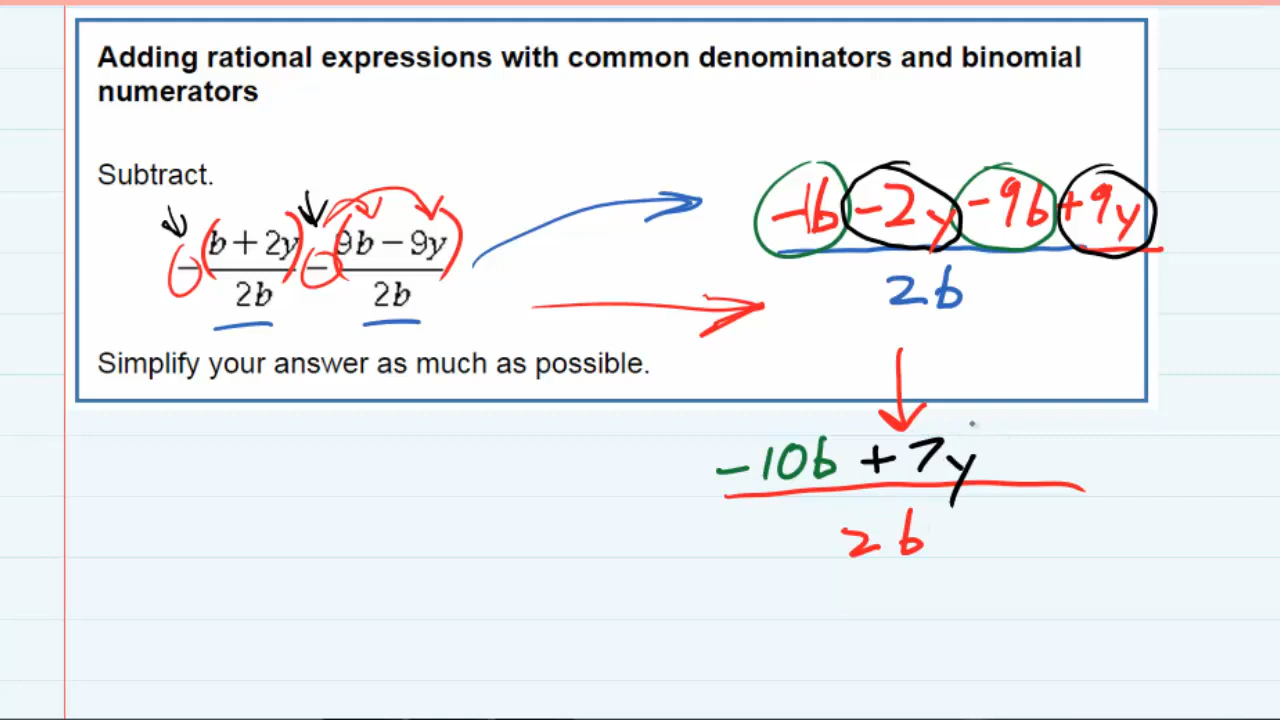 Adding rational expressions with common denominators and binomial
numerators
Subtract.
-(b + 2y)/2b - (9b - 9y)/2b
-1b -2y -9b +9y
2b
Simplify your answer as much as possible.
-10b +7y
2b